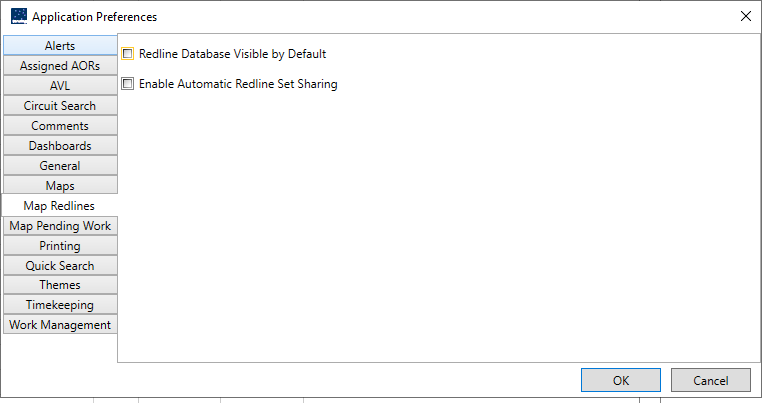 Application Preferences
Alerts
Assigned AORs
AVL
Circuit Search
Comments
Dashboards
General
Maps
Map Redlines
Map Pending Work
Printing
Quick Search
Themes
Timekeeping
Work Management
Redline Database Visible by Default
Enable Automatic Redline Set Sharing
OK
Cancel